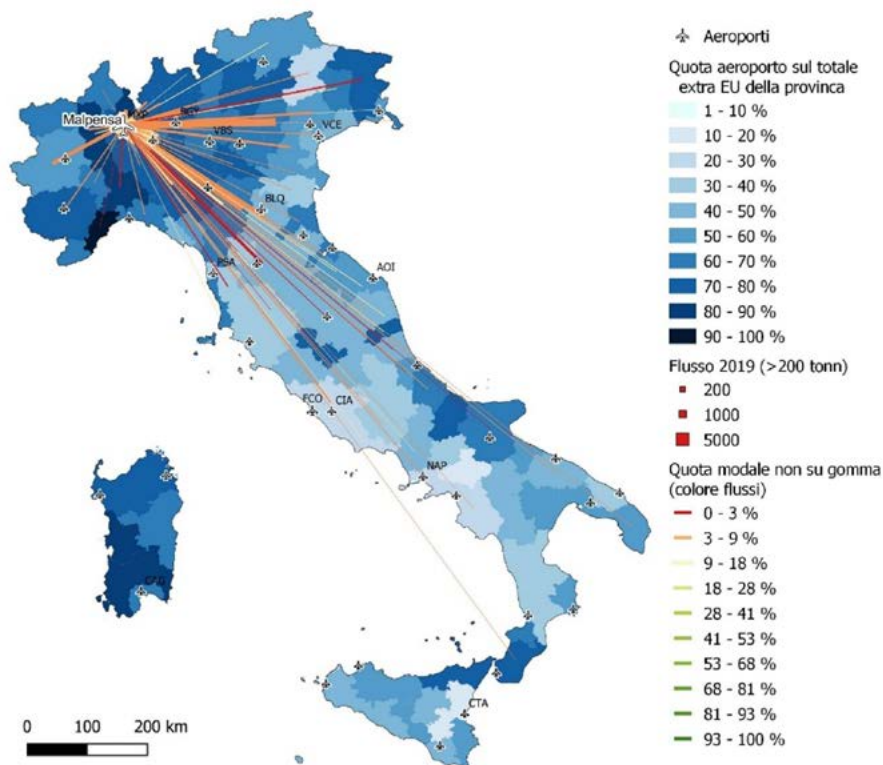 Aeroporti
Quota aeroporto sul totale
extra EU della provinca
1 - 10 %
10 - 20 %
20 - 30 %
30 - 40 %
40 - 50 %
50 - 60 %
60 - 70 %
70 - 80 %
80 - 90 %
90 - 100 %
Flusso 2019 (>200 tonn)
200
1000
5000
Quota modale non su gomma
(colore flussi)
0 - 3 %
3 - 9 %
9 - 18 %
18 - 28 %
28 - 41 %
41 - 53 %
53 - 68 %
68 - 81 %
81 - 93 %
93 - 100 %
Malpensa
BGY
VBS
VCE
BLQ
PSA
AOI
FCO
CIA
NAP
CTA
0 100 200 km